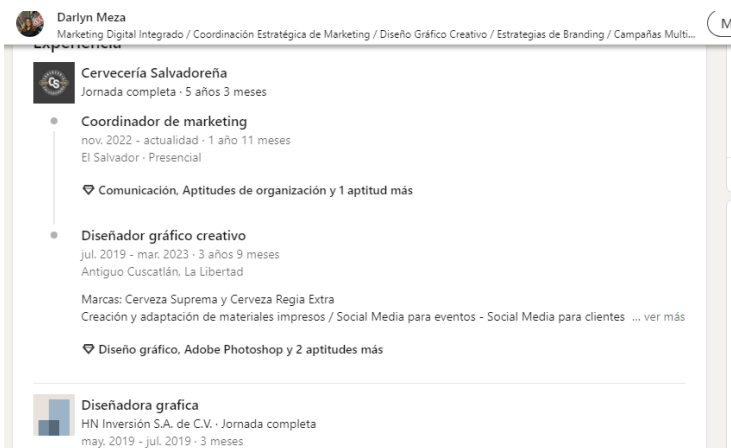 Darlyn Meza
Marketing Digital Integrado / Coordinación Estratégica de Marketing / Diseño Gráfico Creativo / Estrategias de Branding / Campañas Multi...
M
Experiencia
Cervecería Salvadoreña
Jornada completa · 5 años 3 meses
Coordinador de marketing
nov. 2022 - actualidad · 1 año 11 meses
El Salvador · Presencial
Comunicación, Aptitudes de organización y 1 aptitud más
Diseñador gráfico creativo
jul. 2019 - mar. 2023 · 3 años 9 meses
Antiguo Cuscatlán, La Libertad
Marcas: Cerveza Suprema y Cerveza Regia Extra
Creación y adaptación de materiales impresos / Social Media para eventos - Social Media para clientes ... ver más
Diseño gráfico, Adobe Photoshop y 2 aptitudes más
Diseñadora grafica
HN Inversión S.A. de C.V. · Jornada completa
may. 2019 - jul. 2019 · 3 meses